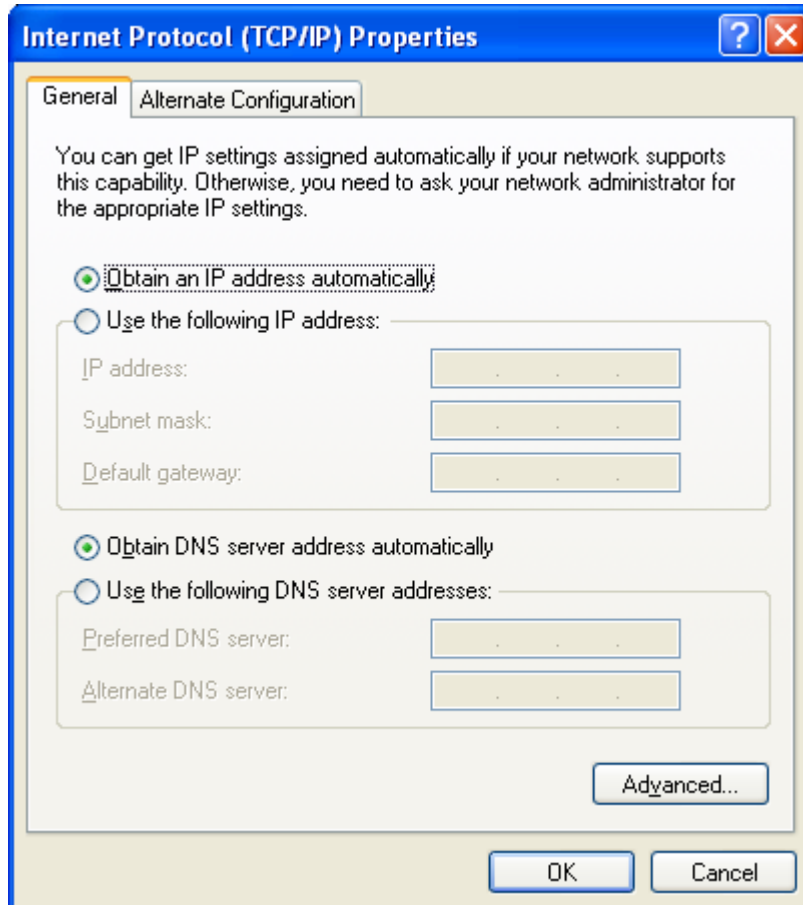 Internet Protocol (TCP/IP) Properties
General
Alternate Configuration
You can get IP settings assigned automatically if your network supports
this capability. Otherwise, you need to ask your network administrator for
the appropriate IP settings.
Obtain an IP address automatically
Use the following IP address:
IP address:
Subnet mask:
Default gateway:
Obtain DNS server address automatically
Use the following DNS server addresses:
Preferred DNS server:
Alternate DNS server:
Advanced...
OK
Cancel